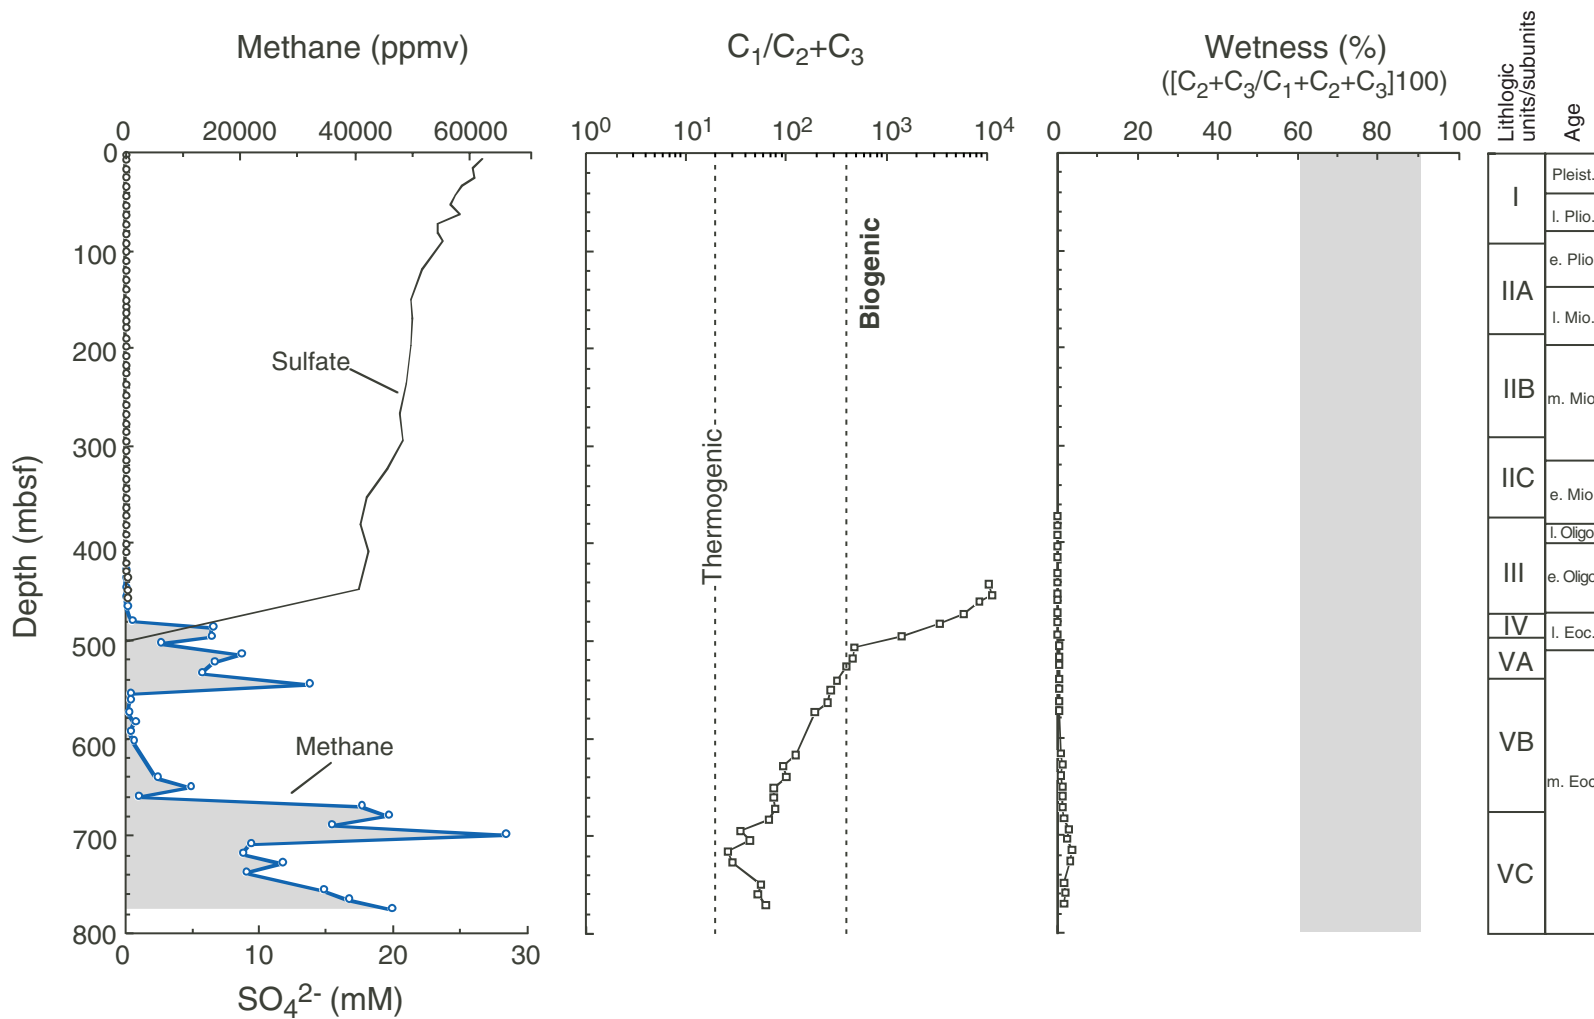 Methane (ppmv)
0 20000 40000 60000
Depth (mbsf)
0
100
200
300
400
500
600
700
800
Sulfate
Methane
0 10 20 30
SO₄²⁻ (mM)
C₁/C₂+C₃
10⁰ 10¹ 10² 10³ 10⁴
Thermogenic
Biogenic
Wetness (%)
([C₂+C₃/C₁+C₂+C₃]100)
0 20 40 60 80 100
Lithlogic
units/subunits
I
IIA
IIB
IIC
III
IV
VA
VB
VC
Age
Pleist.
l. Plio.
e. Plio
l. Mio.
m. Mio
e. Mio
l. Oligo
e. Oligo
l. Eoc.
m. Eoc